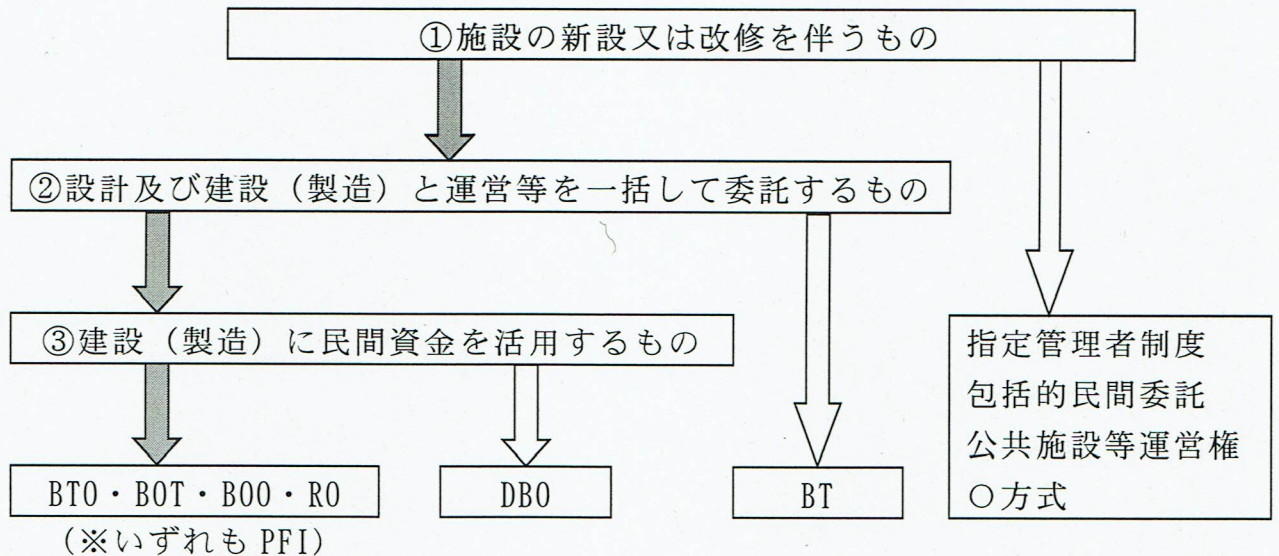 ①施設の新設又は改修を伴うもの
②設計及び建設（製造）と運営等を一括して委託するもの
③建設（製造）に民間資金を活用するもの
指定管理者制度
包括的民間委託
公共施設等運営権
○方式
BTO・BOT・BOO・RO
DBO
BT
（※いずれも PFI）